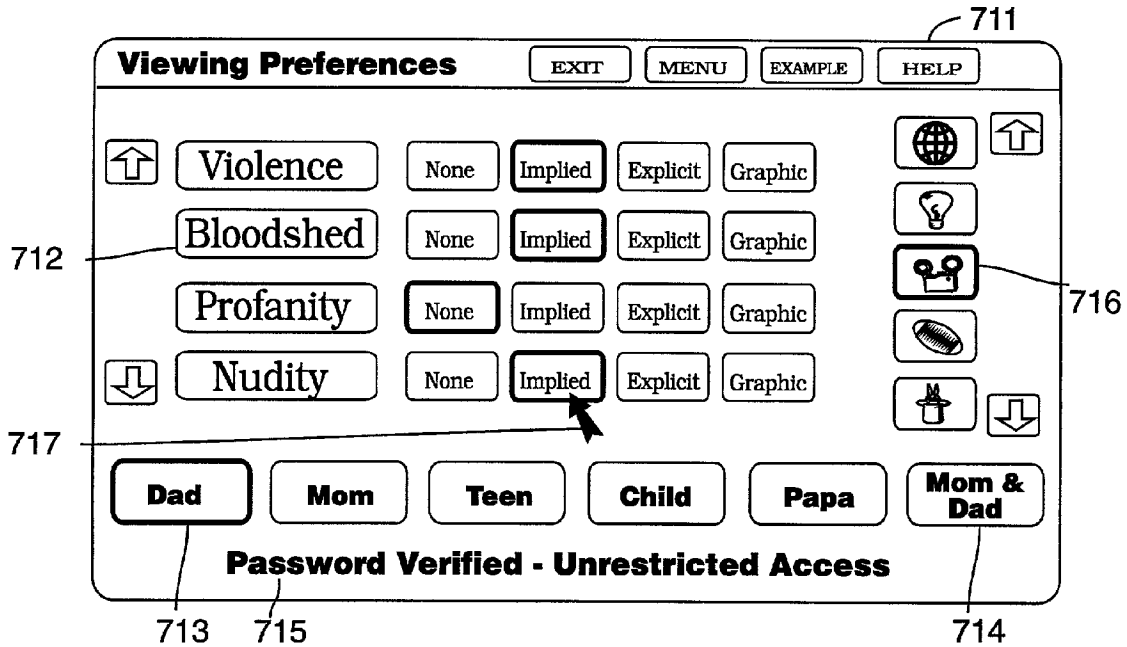 711
Viewing Preferences EXIT MENU EXAMPLE HELP
Violence None Implied Explicit Graphic
712 Bloodshed None Implied Explicit Graphic
716
Profanity None Implied Explicit Graphic
Nudity None Implied Explicit Graphic
717
Dad Mom Teen Child Papa Mom &
Dad
Password Verified - Unrestricted Access
713 715 714